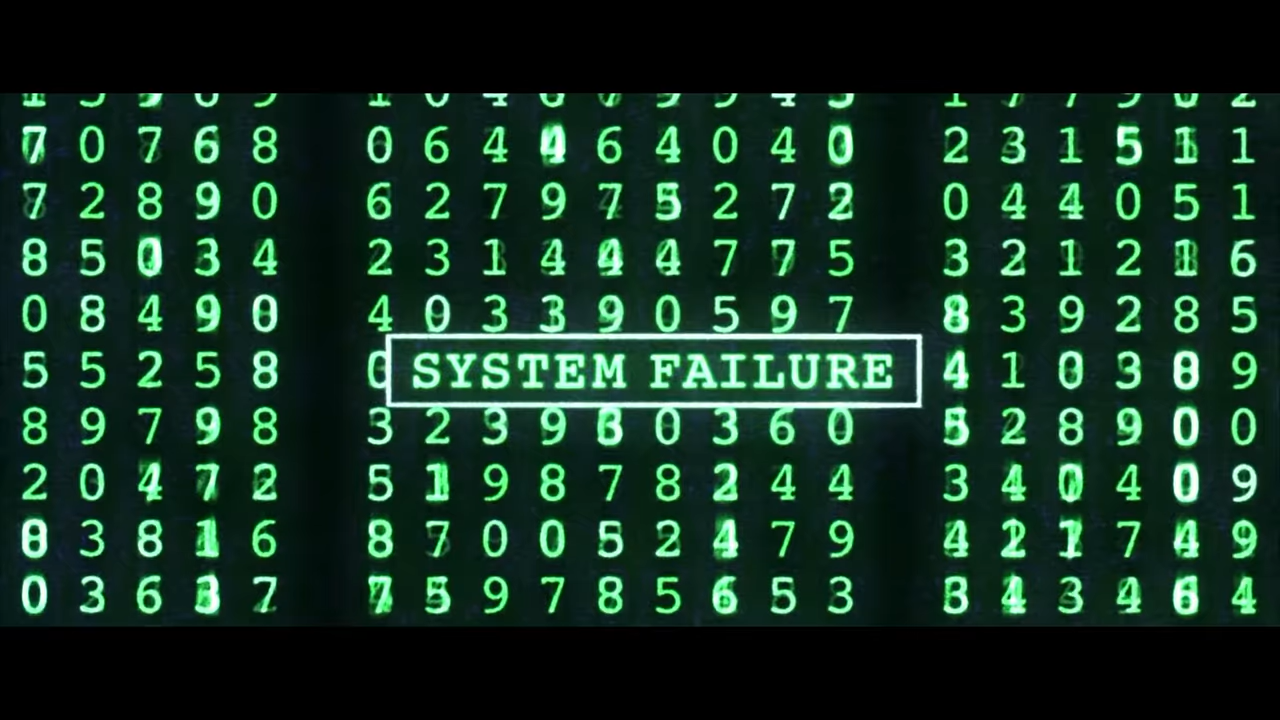 7 0 7 6 8 0 6 4 4 6 4 0 4 0 2 3 1 5 1 1
7 2 8 9 0 6 2 7 9 7 5 2 7 2 0 4 4 0 5 1
8 5 0 3 4 2 3 1 4 4 4 7 7 5 3 2 1 2 1 6
0 8 4 9 0 4 0 3 3 9 0 5 9 7 8 3 9 2 8 5
5 5 2 5 8 0 SYSTEM FAILURE 4 1 0 3 8 9
8 9 7 9 8 3 2 3 9 8 0 3 6 0 5 2 8 9 0 0
2 0 4 7 2 5 1 9 8 7 8 2 4 4 3 4 0 4 0 9
8 3 8 1 6 8 7 0 0 5 2 4 7 9 4 2 1 7 4 9
0 3 6 3 7 7 5 9 7 8 5 6 5 3 3 4 3 4 6 4